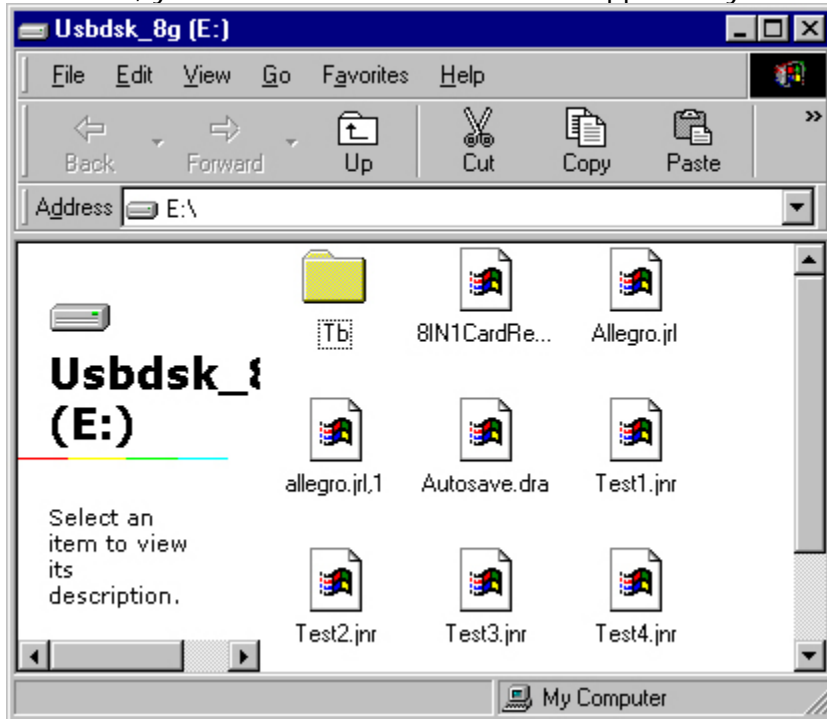 Usbdsk_8g (E:)
File Edit View Go Favorites Help
Back Forward Up Cut Copy Paste »
Address E:\
Tb 8IN1CardRe... Allegro.jrl
Usbdsk_8
(E:)
allegro.jrl,1 Autosave.dra Test1.jnr
Select an
item to view
its
description.
Test2.jnr Test3.jnr Test4.jnr
My Computer